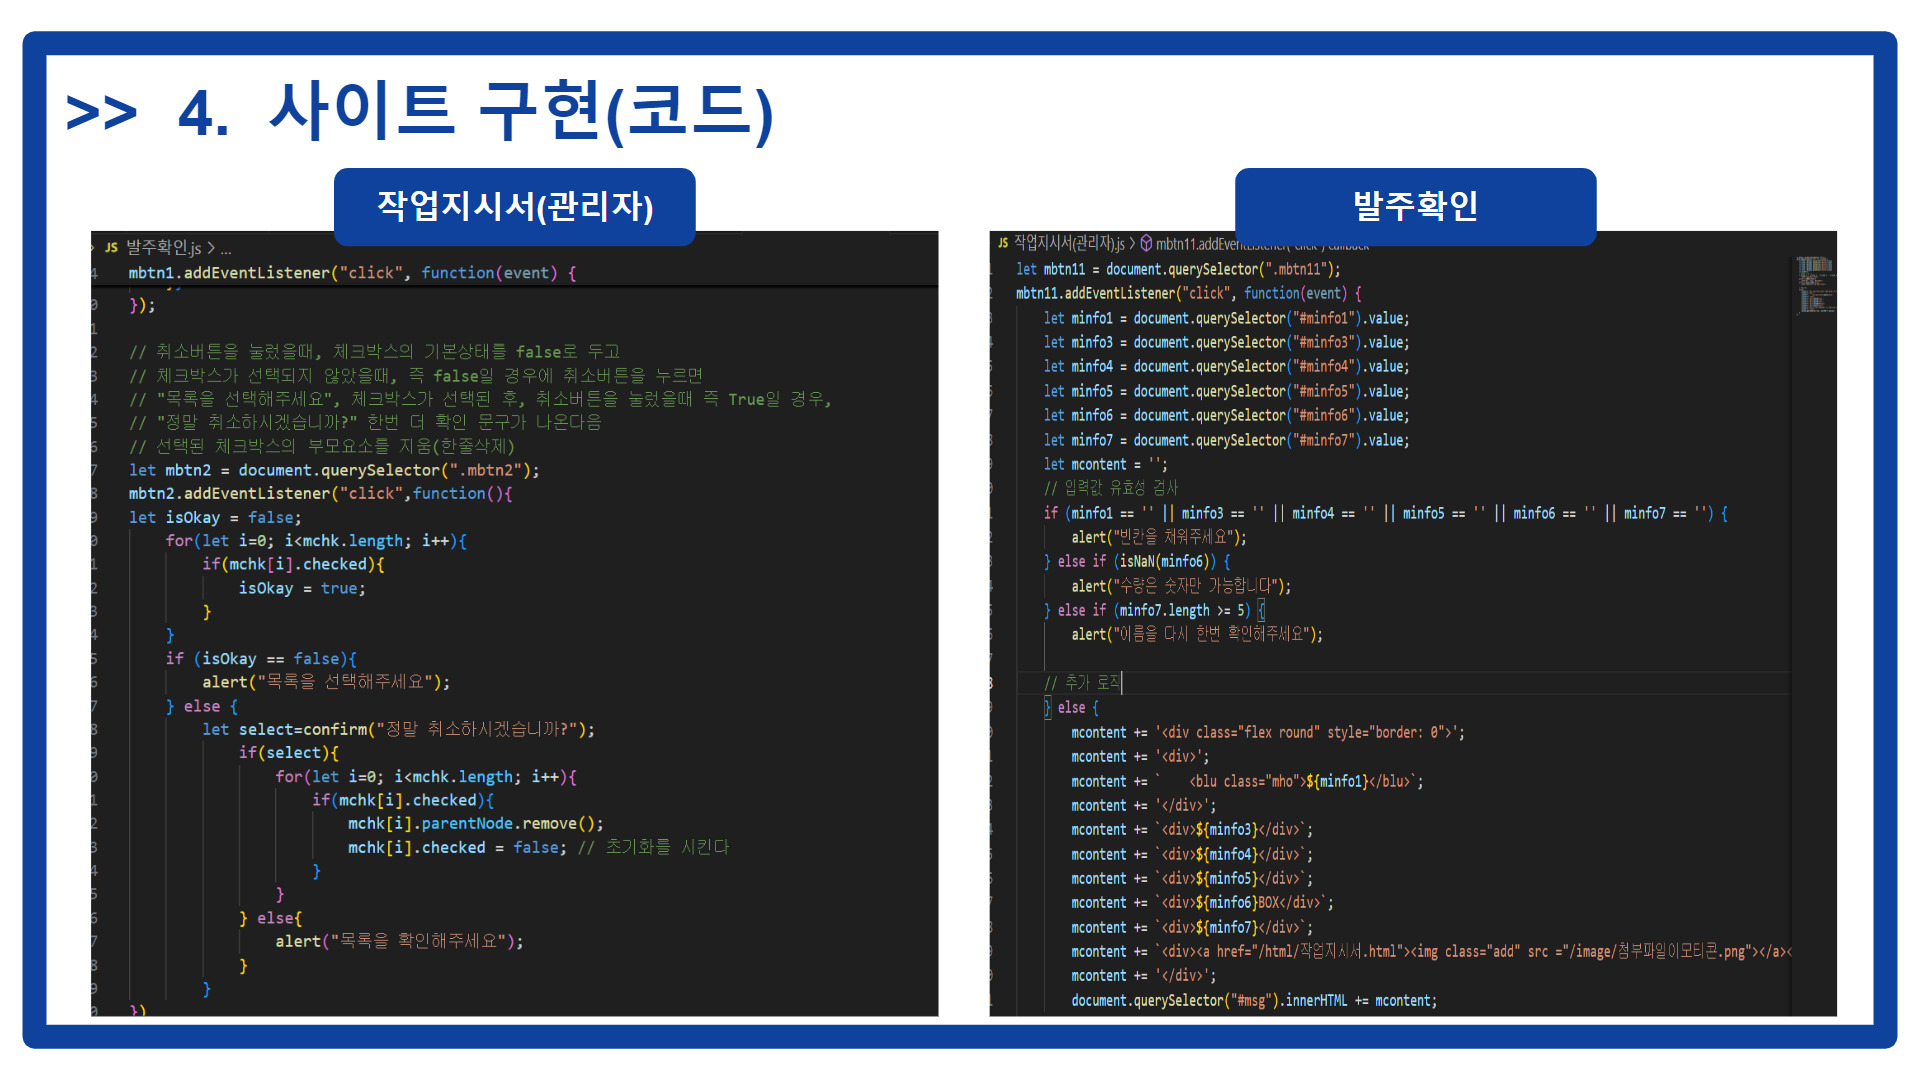 >> 4. 사이트 구현(코드)
작업지시서(관리자)
JS 발주확인.js > ...
mbtn1.addEventListener("click", function(event) {
});
// 취소버튼을 눌렀을때, 체크박스의 기본상태를 false로 두고
// 체크박스가 선택되지 않았을때, 즉 false일 경우에 취소버튼을 누르면
// "목록을 선택해주세요", 체크박스가 선택된 후, 취소버튼을 눌렀을때 즉 True일 경우,
// "정말 취소하시겠습니까?" 한번 더 확인 문구가 나온다음
// 선택된 체크박스의 부모요소를 지움(한줄삭제)
let mbtn2 = document.querySelector(".mbtn2");
mbtn2.addEventListener("click",function(){
let isOkay = false;
for(let i=0; i<mchk.length; i++){
if(mchk[i].checked){
isOkay = true;
}
}
if (isOkay == false){
alert("목록을 선택해주세요");
} else {
let select=confirm("정말 취소하시겠습니까?");
if(select){
for(let i=0; i<mchk.length; i++){
if(mchk[i].checked){
mchk[i].parentNode.remove();
mchk[i].checked = false; // 초기화를 시킨다
}
}
} else{
alert("목록을 확인해주세요");
}
}
})
발주확인
JS 작업지시서(관리자).js > mbtn11.addEventListener("click") callback
let mbtn11 = document.querySelector(".mbtn11");
mbtn11.addEventListener("click", function(event) {
let minfo1 = document.querySelector("#minfo1").value;
let minfo3 = document.querySelector("#minfo3").value;
let minfo4 = document.querySelector("#minfo4").value;
let minfo5 = document.querySelector("#minfo5").value;
let minfo6 = document.querySelector("#minfo6").value;
let minfo7 = document.querySelector("#minfo7").value;
let mcontent = '';
// 입력값 유효성 검사
if (minfo1 == '' || minfo3 == '' || minfo4 == '' || minfo5 == '' || minfo6 == '' || minfo7 == '') {
alert("빈칸을 채워주세요");
} else if (isNaN(minfo6)) {
alert("수량은 숫자만 가능합니다");
} else if (minfo7.length >= 5) {
alert("이름을 다시 한번 확인해주세요");
// 추가 로직
} else {
mcontent += '<div class="flex round" style="border: 0">';
mcontent += '<div>';
mcontent += `    <blu class="mho">${minfo1}</blu>`;
mcontent += '</div>';
mcontent += `<div>${minfo3}</div>`;
mcontent += `<div>${minfo4}</div>`;
mcontent += `<div>${minfo5}</div>`;
mcontent += `<div>${minfo6}BOX</div>`;
mcontent += `<div>${minfo7}</div>`;
mcontent += `<div><a href="/html/작업지시서.html"><img class="add" src ="/image/첨부파일이모티콘.png"></a><
mcontent += '</div>';
document.querySelector("#msg").innerHTML += mcontent;